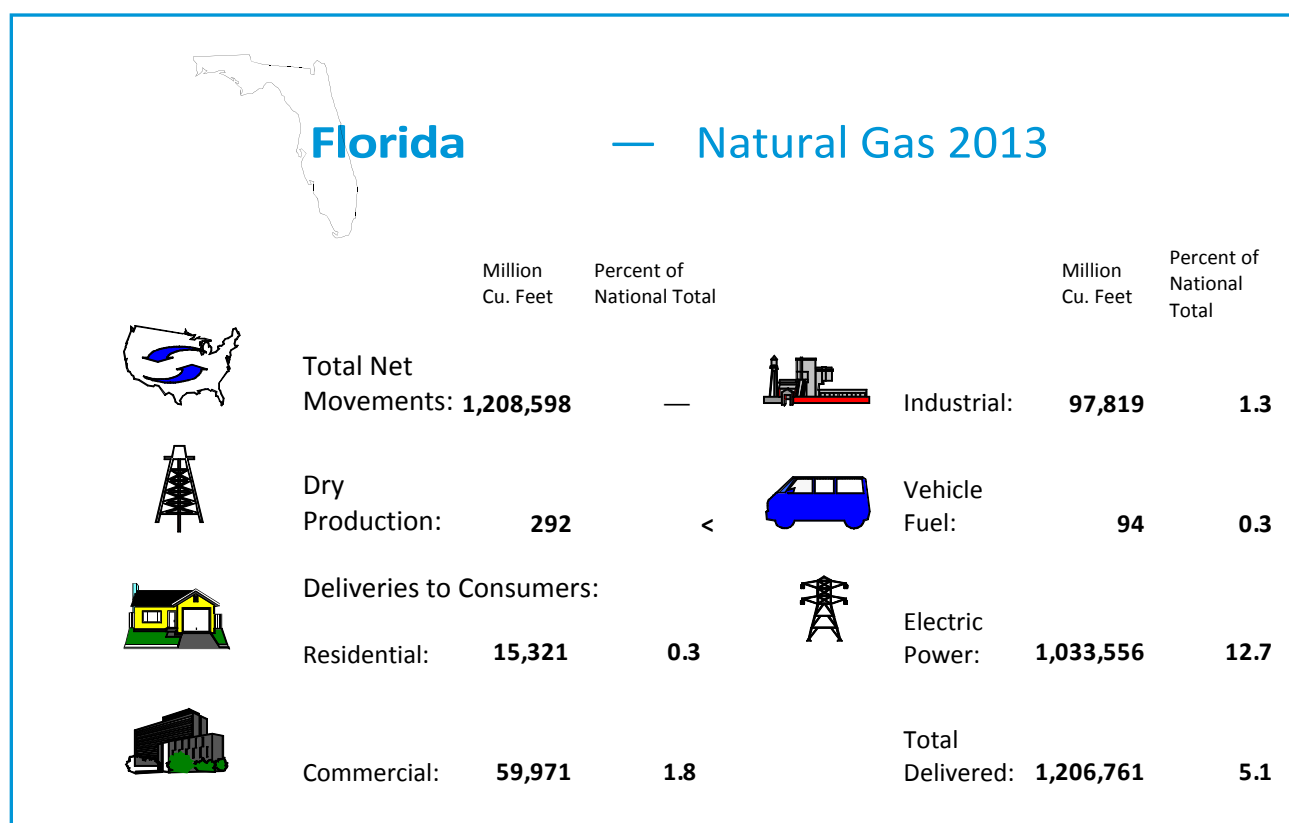 Florida — Natural Gas 2013
Million
Cu. Feet
Percent of
National Total
Million
Cu. Feet
Percent of
National
Total
Total Net
Movements: 1,208,598 —
Industrial: 97,819 1.3
Dry
Production: 292 <
Vehicle
Fuel: 94 0.3
Deliveries to Consumers:
Residential: 15,321 0.3
Electric
Power: 1,033,556 12.7
Commercial: 59,971 1.8
Total
Delivered: 1,206,761 5.1